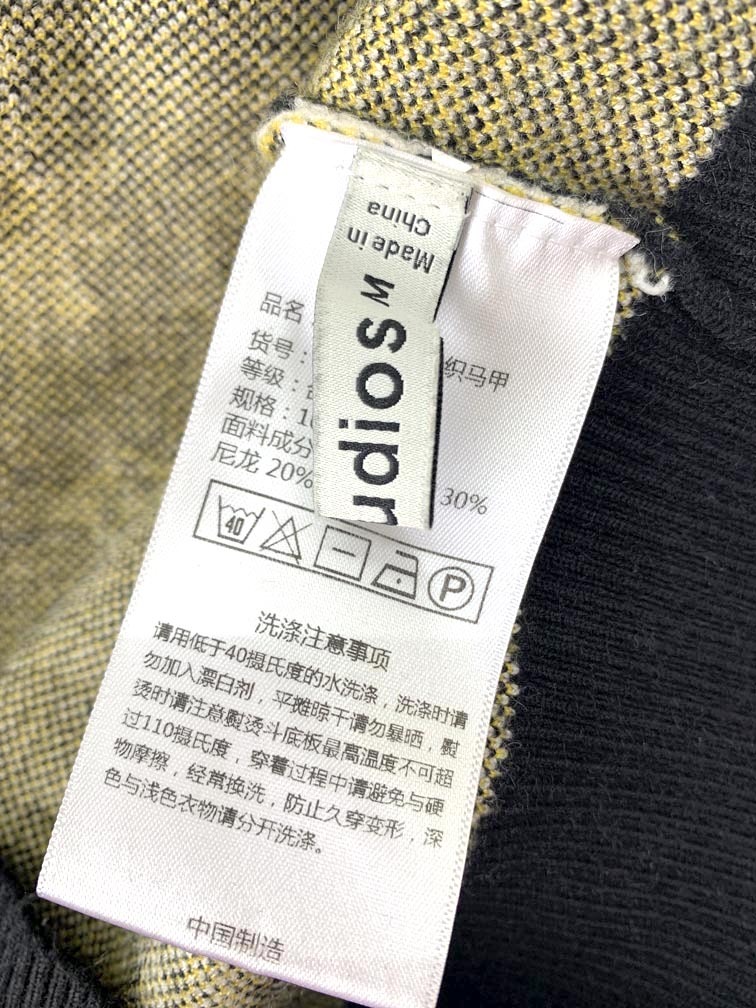 Made in
China
M
udios
品名
织马甲
货号：
等级：
规格：1
面料成分
30%
尼龙 20%
40
P
洗涤注意事项
请用低于40摄氏度的水洗涤，洗涤时请
勿加入漂白剂，平摊晾干请勿暴晒，熨
烫时请注意熨烫斗底板最高温度不可超
过110摄氏度，穿着过程中请避免与硬
物摩擦，经常换洗，防止久穿变形，深
色与浅色衣物请分开洗涤。
中国制造